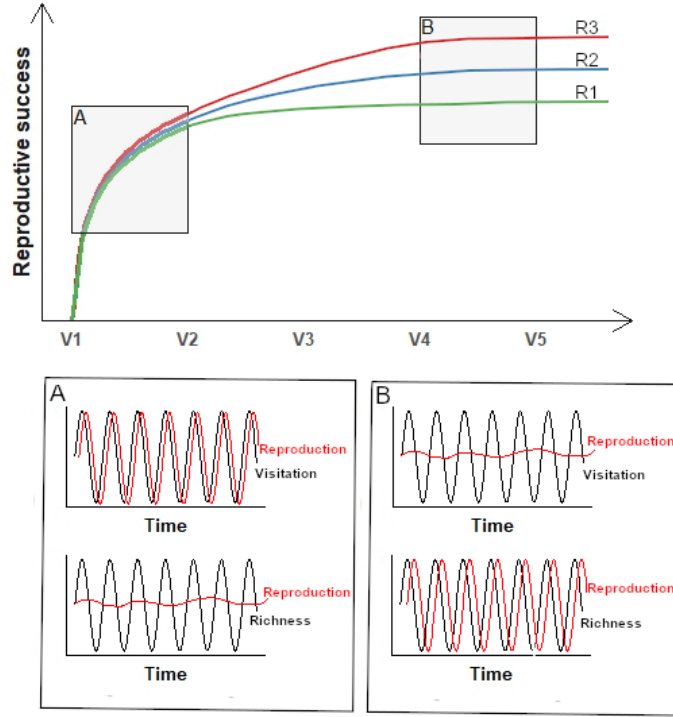 Reproductive success
A
B
R3
R2
R1
V1 V2 V3 V4 V5
A
Reproduction
Visitation
Time
Reproduction
Richness
Time
B
Reproduction
Visitation
Time
Reproduction
Richness
Time